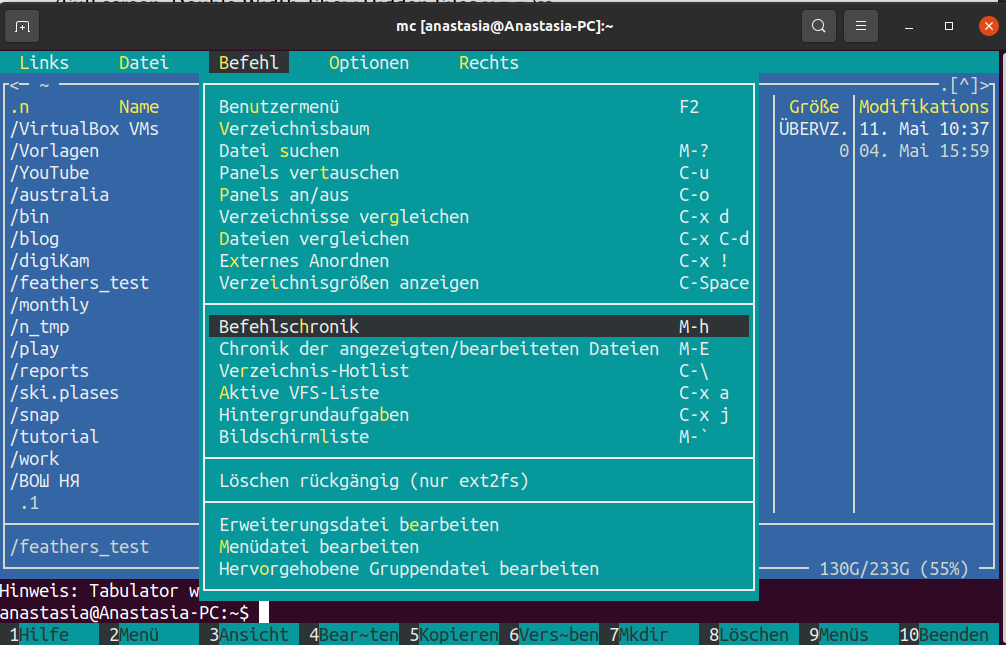 mc [anastasia@Anastasia-PC]:~
Links Datei Befehl Optionen Rechts
<─ ~ .[^]>
.n Name Größe Modifikations
/VirtualBox VMs ÜBERVZ. 11. Mai 10:37
/Vorlagen 0 04. Mai 15:59
/YouTube
/australia
/bin
/blog
/digiKam
/feathers_test
/monthly
/n_tmp
/play
/reports
/ski.plases
/snap
/tutorial
/work
/ВОШ НЯ
.1
/feathers_test
Benutzermenü F2
Verzeichnisbaum
Datei suchen M-?
Panels vertauschen C-u
Panels an/aus C-o
Verzeichnisse vergleichen C-x d
Dateien vergleichen C-x C-d
Externes Anordnen C-x !
Verzeichnisgrößen anzeigen C-Space
Befehlschronik M-h
Chronik der angezeigten/bearbeiteten Dateien M-E
Verzeichnis-Hotlist C-\
Aktive VFS-Liste C-x a
Hintergrundaufgaben C-x j
Bildschirmliste M-`
Löschen rückgängig (nur ext2fs)
Erweiterungsdatei bearbeiten
Menüdatei bearbeiten
Hervorgehobene Gruppendatei bearbeiten
130G/233G (55%)
Hinweis: Tabulator w
anastasia@Anastasia-PC:~$
1Hilfe 2Menü 3Ansicht 4Bear~ten 5Kopieren 6Vers~ben 7Mkdir 8Löschen 9Menüs 10Beenden